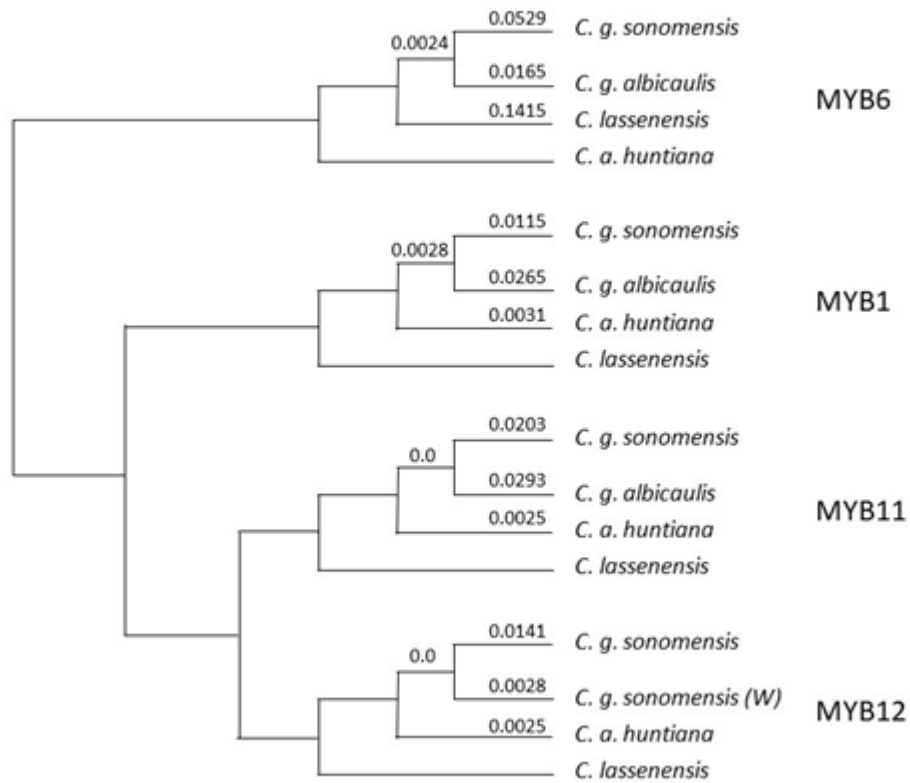 0.0529
C. g. sonomensis
0.0024
0.0165
C. g. albicaulis
MYB6
0.1415
C. lassenensis
C. a. huntiana
0.0115
C. g. sonomensis
0.0028
0.0265
C. g. albicaulis
MYB1
0.0031
C. a. huntiana
C. lassenensis
0.0203
C. g. sonomensis
0.0
0.0293
C. g. albicaulis
MYB11
0.0025
C. a. huntiana
C. lassenensis
0.0141
C. g. sonomensis
0.0
0.0028
C. g. sonomensis (W)
MYB12
0.0025
C. a. huntiana
C. lassenensis